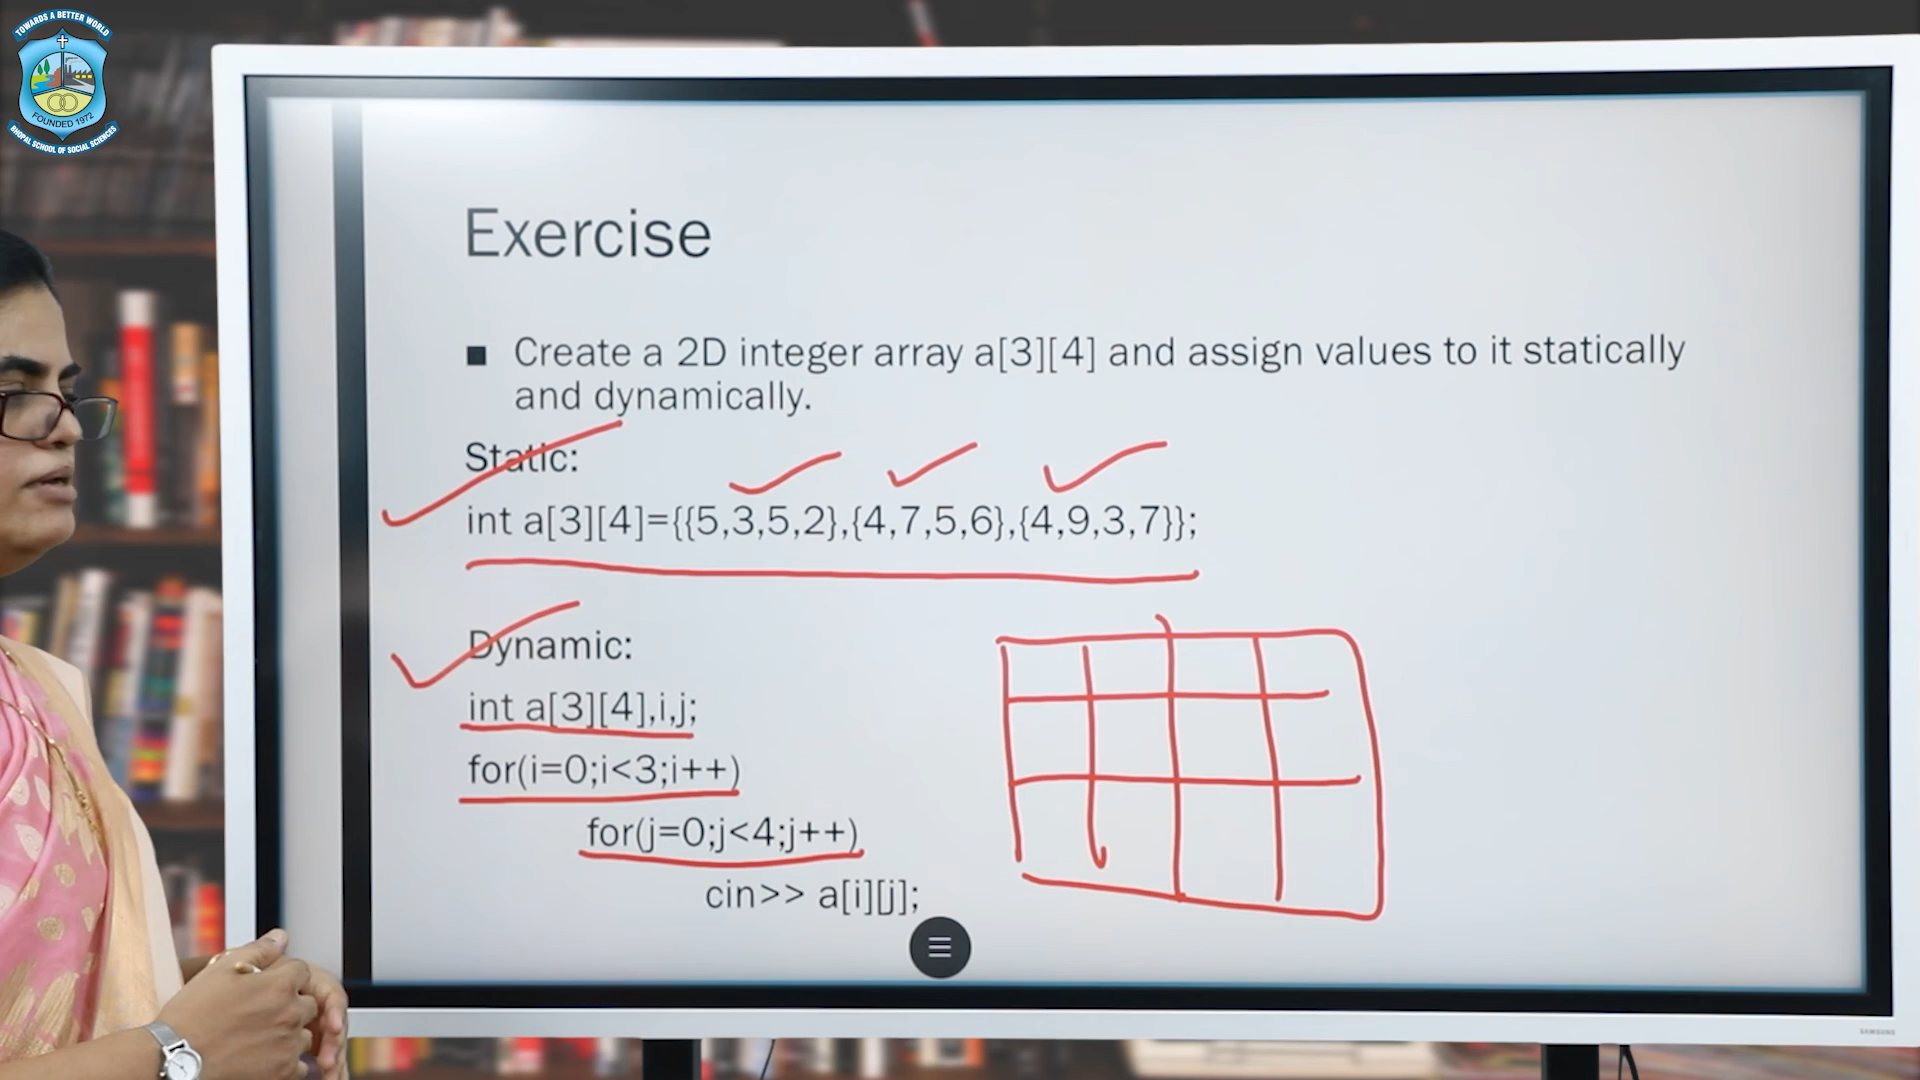 TOWARDS A BETTER WORLD
FOUNDED 1972
BHOPAL SCHOOL OF SOCIAL SCIENCES
Exercise
■ Create a 2D integer array a[3][4] and assign values to it statically
and dynamically.
Static:
int a[3][4]={{5,3,5,2},{4,7,5,6},{4,9,3,7}};
Dynamic:
int a[3][4],i,j;
for(i=0;i<3;i++)
for(j=0;j<4;j++)
cin>> a[i][j];
SAMSUNG